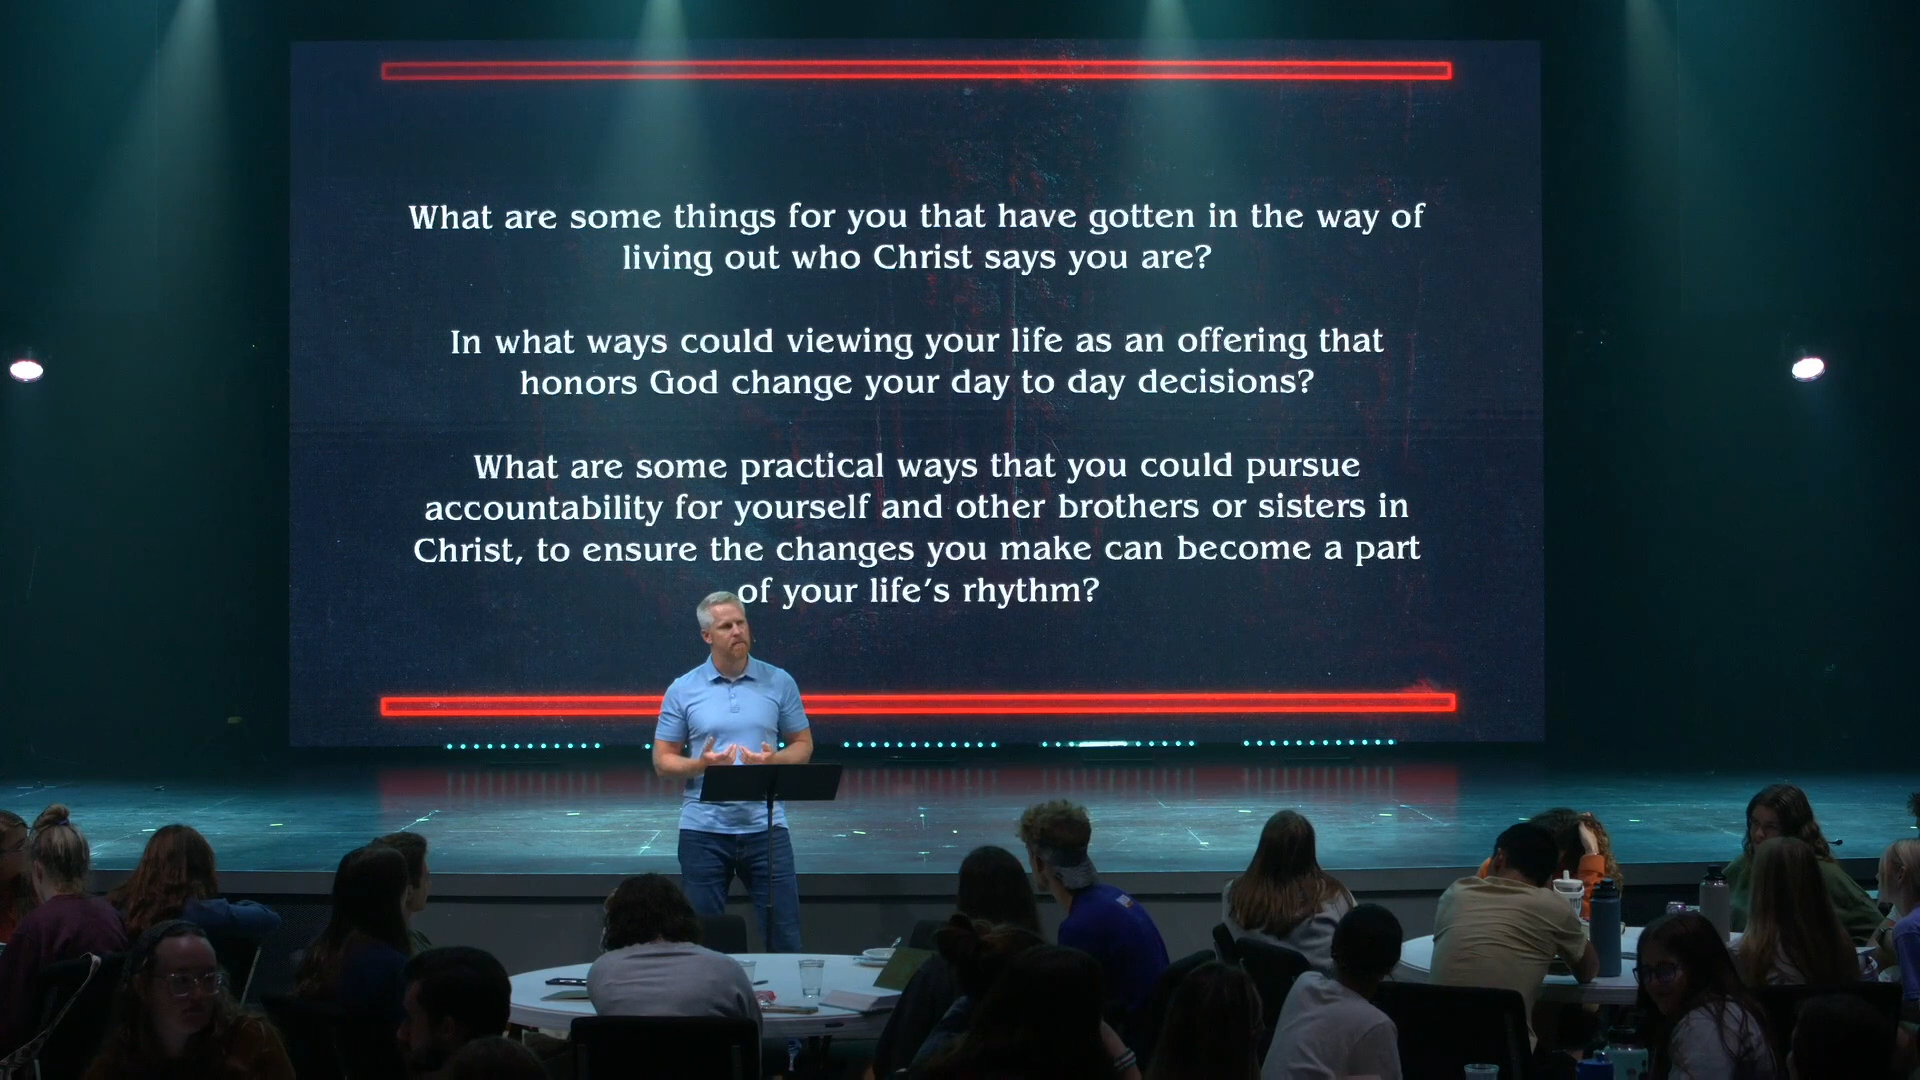 What are some things for you that have gotten in the way of
living out who Christ says you are?
In what ways could viewing your life as an offering that
honors God change your day to day decisions?
What are some practical ways that you could pursue
accountability for yourself and other brothers or sisters in
Christ, to ensure the changes you make can become a part
of your life's rhythm?